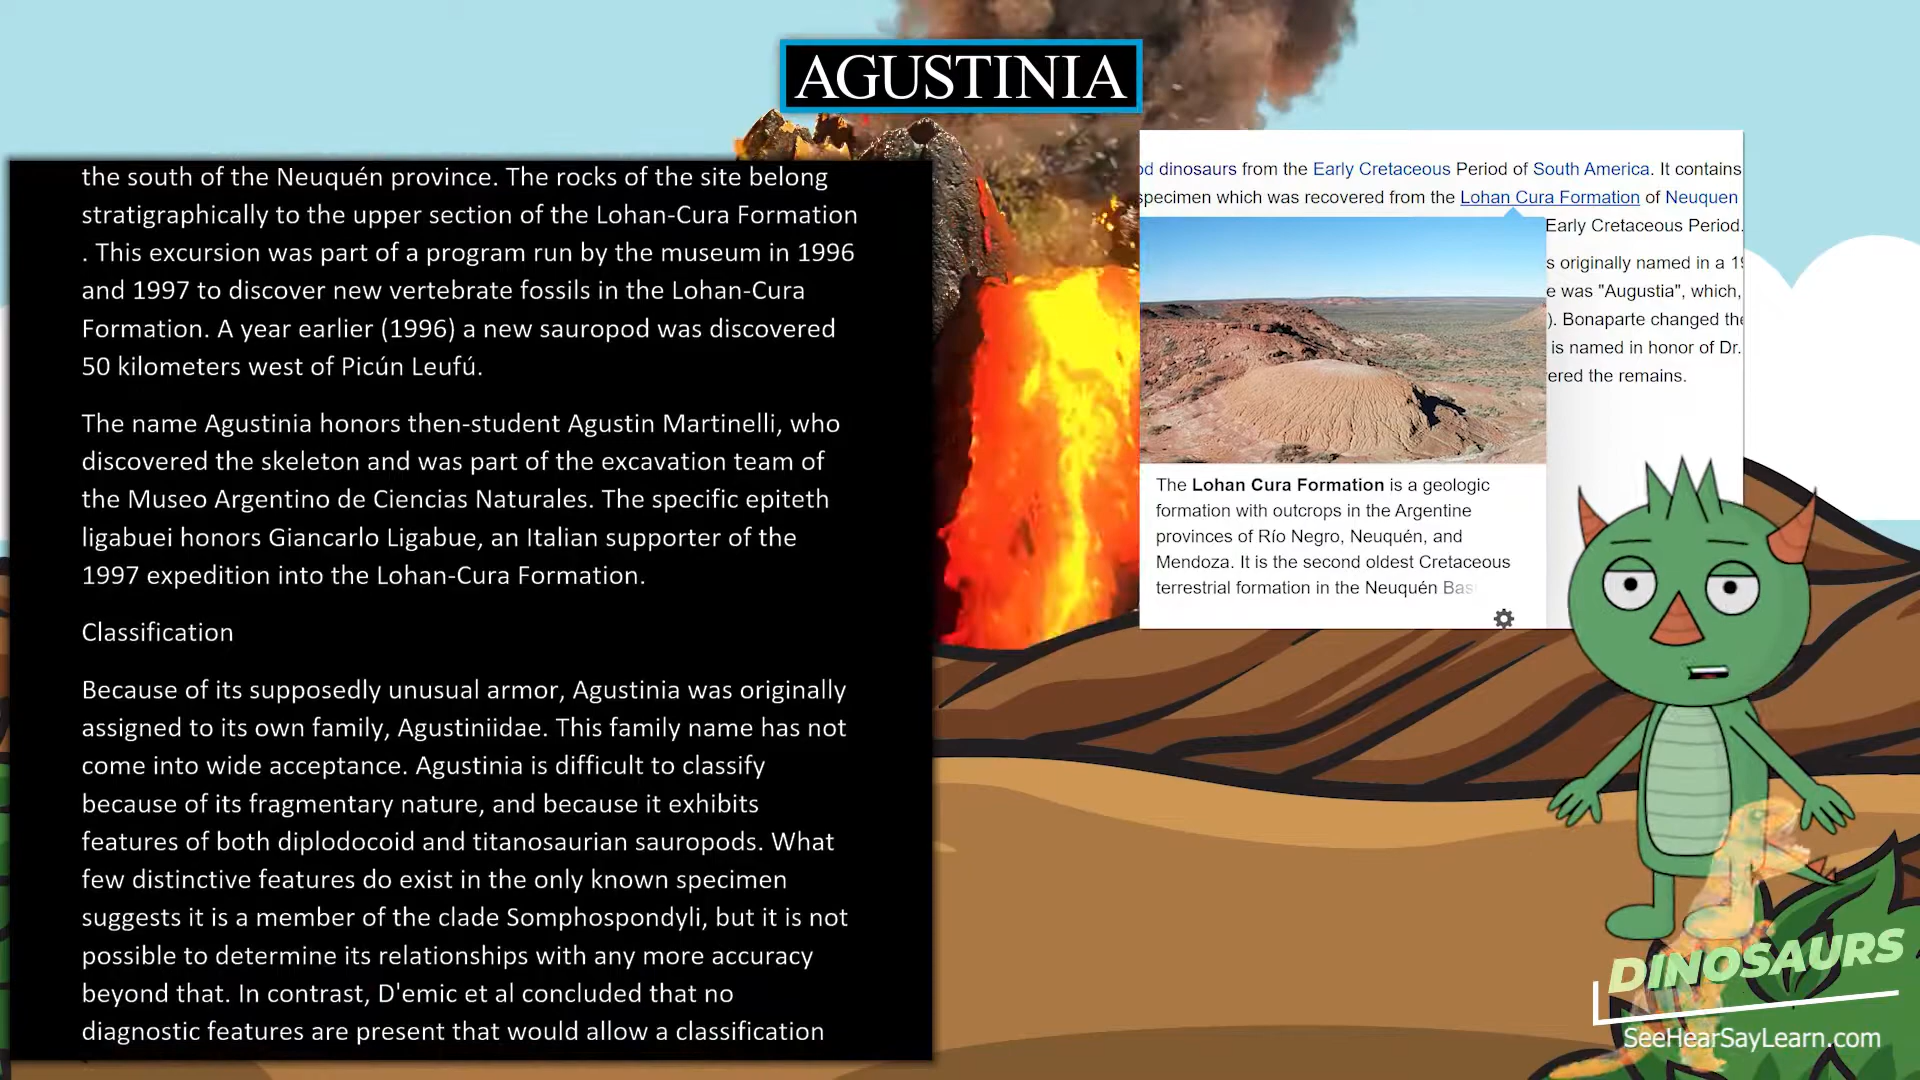 AGUSTINIA
the south of the Neuquén province. The rocks of the site belong
stratigraphically to the upper section of the Lohan-Cura Formation
. This excursion was part of a program run by the museum in 1996
and 1997 to discover new vertebrate fossils in the Lohan-Cura
Formation. A year earlier (1996) a new sauropod was discovered
50 kilometers west of Picún Leufú.
The name Agustinia honors then-student Agustin Martinelli, who
discovered the skeleton and was part of the excavation team of
the Museo Argentino de Ciencias Naturales. The specific epiteth
ligabuei honors Giancarlo Ligabue, an Italian supporter of the
1997 expedition into the Lohan-Cura Formation.
Classification
Because of its supposedly unusual armor, Agustinia was originally
assigned to its own family, Agustiniidae. This family name has not
come into wide acceptance. Agustinia is difficult to classify
because of its fragmentary nature, and because it exhibits
features of both diplodocoid and titanosaurian sauropods. What
few distinctive features do exist in the only known specimen
suggests it is a member of the clade Somphospondyli, but it is not
possible to determine its relationships with any more accuracy
beyond that. In contrast, D'emic et al concluded that no
diagnostic features are present that would allow a classification
od dinosaurs from the Early Cretaceous Period of South America. It contains
specimen which was recovered from the Lohan Cura Formation of Neuquen
Early Cretaceous Period.
s originally named in a 19
e was "Augustia", which,
). Bonaparte changed the
is named in honor of Dr.
ered the remains.
The Lohan Cura Formation is a geologic
formation with outcrops in the Argentine
provinces of Río Negro, Neuquén, and
Mendoza. It is the second oldest Cretaceous
terrestrial formation in the Neuquén Bas
DINOSAURS
SeeHearSayLearn.com